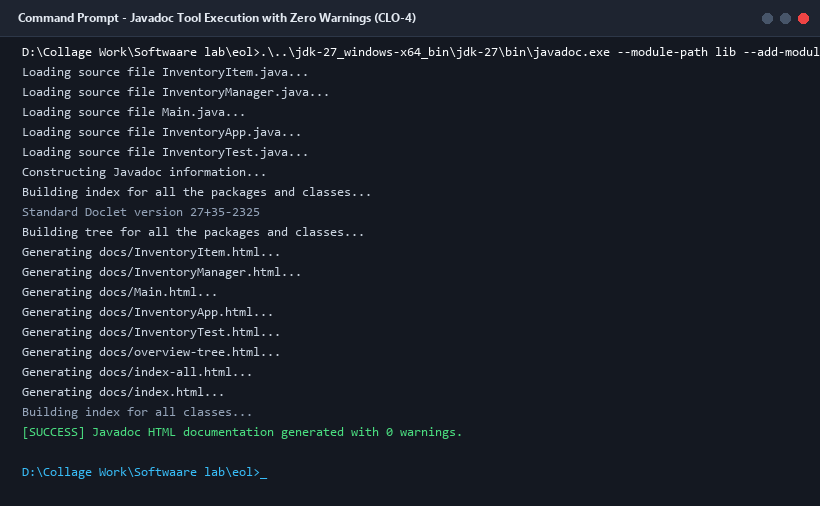 Command Prompt - Javadoc Tool Execution with Zero Warnings (CLO-4)
D:\Collage Work\Softwaare lab\eol>.\..\jdk-27_windows-x64_bin\jdk-27\bin\javadoc.exe --module-path lib --add-modul
Loading source file InventoryItem.java...
Loading source file InventoryManager.java...
Loading source file Main.java...
Loading source file InventoryApp.java...
Loading source file InventoryTest.java...
Constructing Javadoc information...
Building index for all the packages and classes...
Standard Doclet version 27+35-2325
Building tree for all the packages and classes...
Generating docs/InventoryItem.html...
Generating docs/InventoryManager.html...
Generating docs/Main.html...
Generating docs/InventoryApp.html...
Generating docs/InventoryTest.html...
Generating docs/overview-tree.html...
Generating docs/index-all.html...
Generating docs/index.html...
Building index for all classes...
[SUCCESS] Javadoc HTML documentation generated with 0 warnings.
D:\Collage Work\Softwaare lab\eol>_